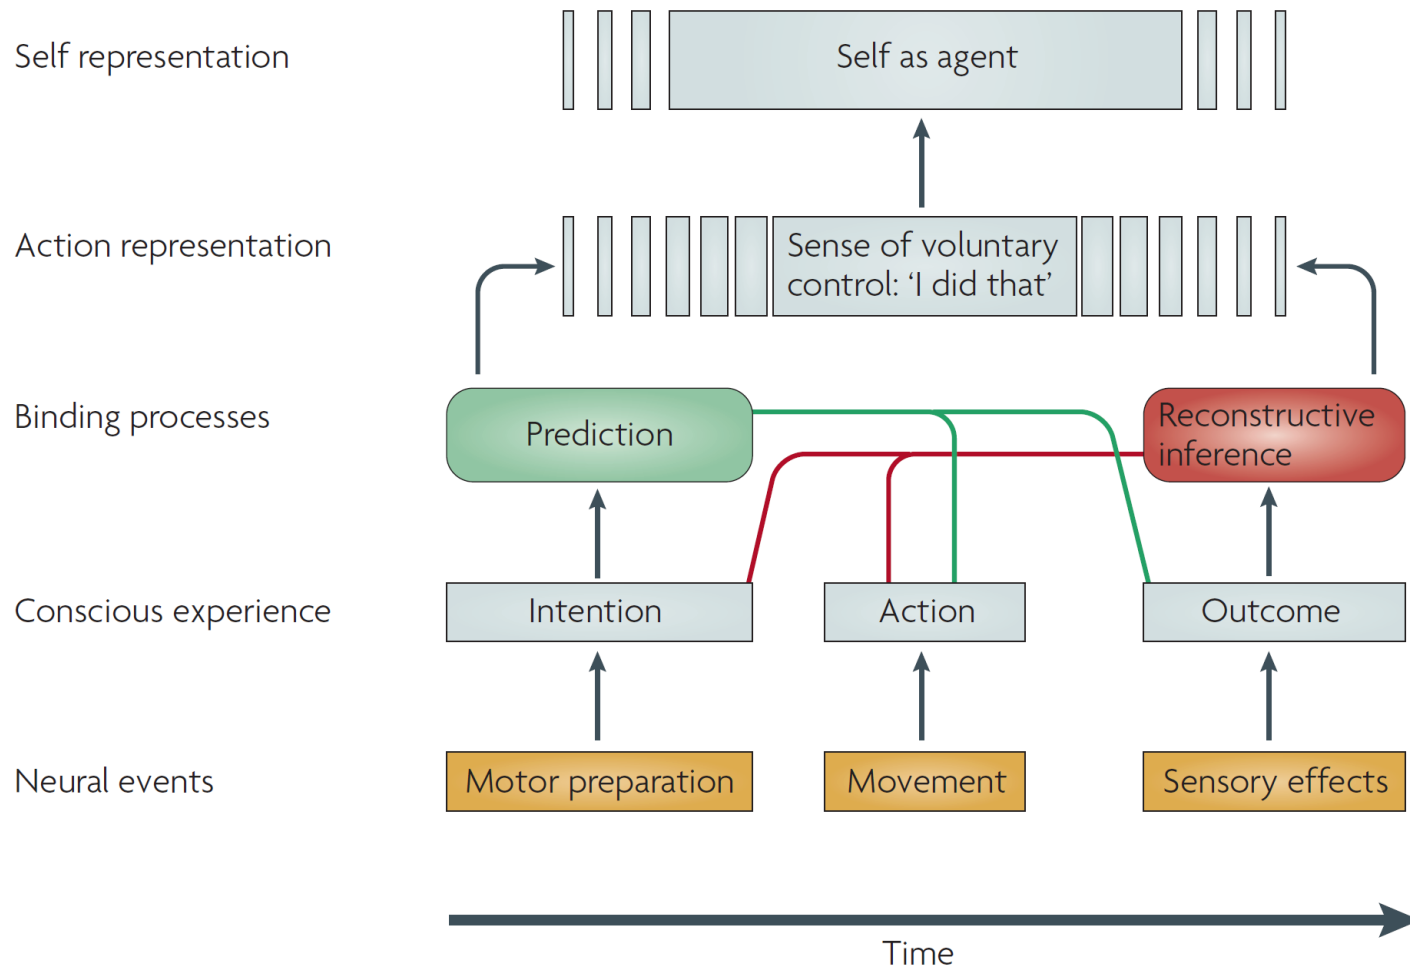 Self representation
Self as agent
Action representation
Sense of voluntary
control: ‘I did that’
Binding processes
Prediction
Reconstructive
inference
Conscious experience
Intention
Action
Outcome
Neural events
Motor preparation
Movement
Sensory effects
Time